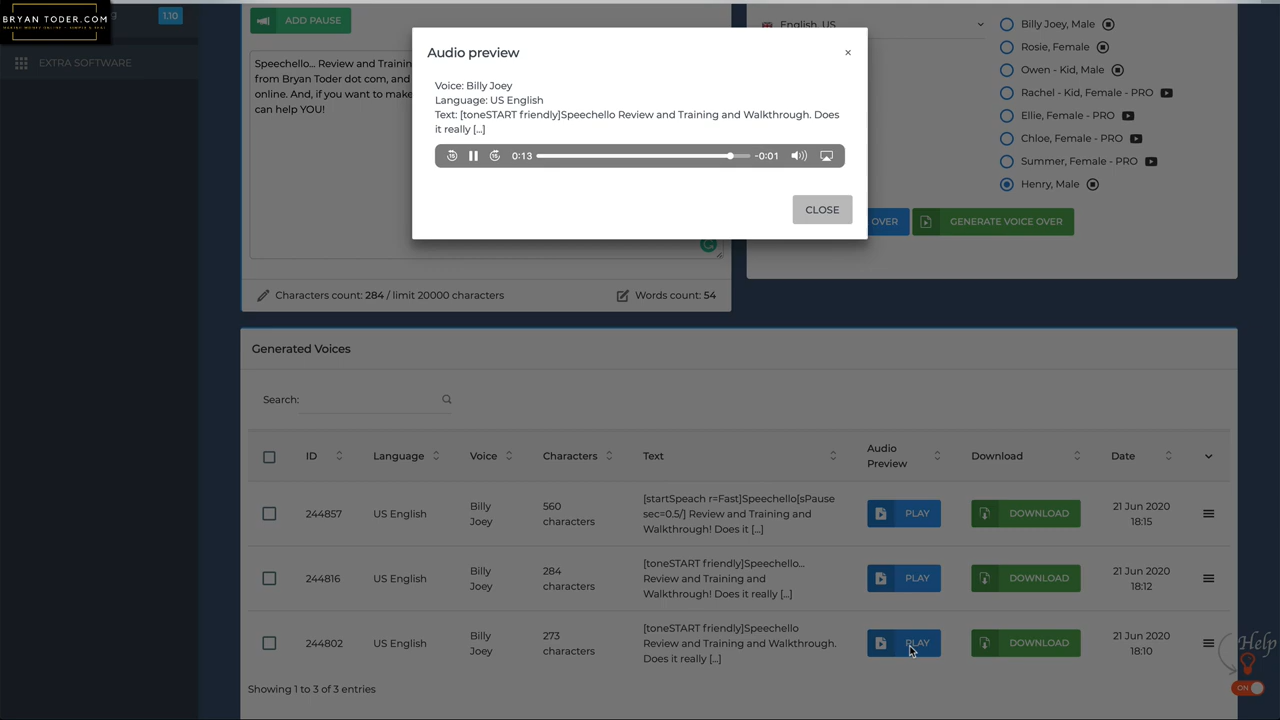 BRYAN TODER.COM
1.10
EXTRA SOFTWARE
ADD PAUSE
Speechello... Review and Trainin
from Bryan Toder dot com, and
online. And, if you want to make
can help YOU!
Characters count: 284 / limit 20000 characters
Words count: 54
Audio preview
×
Voice: Billy Joey
Language: US English
Text: [toneSTART friendly]Speechello Review and Training and Walkthrough. Does
it really [...]
0:13
-0:01
CLOSE
English, US
Billy Joey, Male
Rosie, Female
Owen - Kid, Male
Rachel - Kid, Female - PRO
Ellie, Female - PRO
Chloe, Female - PRO
Summer, Female - PRO
Henry, Male
OVER
GENERATE VOICE OVER
Generated Voices
Search:
ID Language Voice Characters Text Audio Preview Download Date
244857 US English Billy Joey 560 characters [startSpeach r=Fast]Speechello[sPause
sec=0.5/] Review and Training and
Walkthrough! Does it [...] PLAY DOWNLOAD 21 Jun 2020 18:15
244816 US English Billy Joey 284 characters [toneSTART friendly]Speechello...
Review and Training and
Walkthrough! Does it really [...] PLAY DOWNLOAD 21 Jun 2020 18:12
244802 US English Billy Joey 273 characters [toneSTART friendly]Speechello
Review and Training and Walkthrough.
Does it really [...] PLAY DOWNLOAD 21 Jun 2020 18:10
Showing 1 to 3 of 3 entries
Help
ON